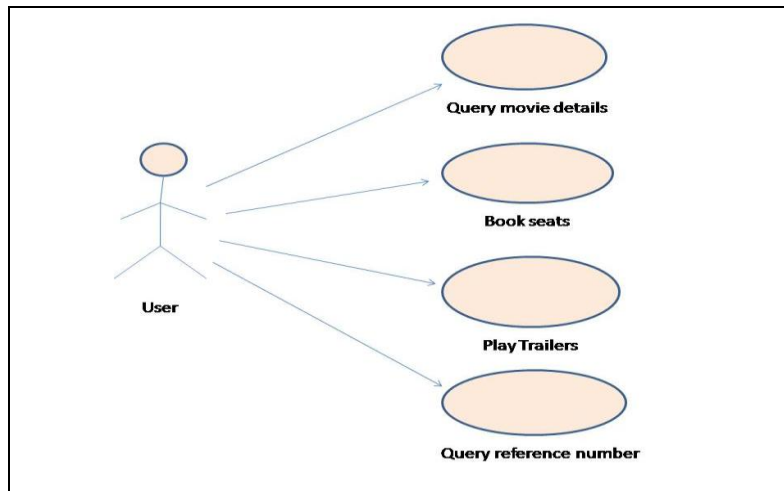 Query movie details
Book seats
User
Play Trailers
Query reference number